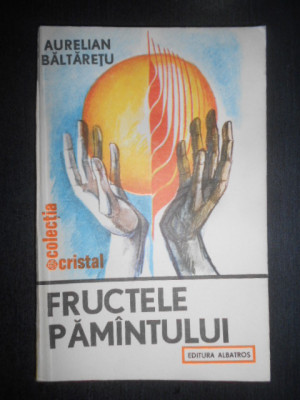 AURELIAN
BĂLTĂREȚU
colecția
cristal
FRUCTELE
PĂMÎNTULUI
EDITURA ALBATROS